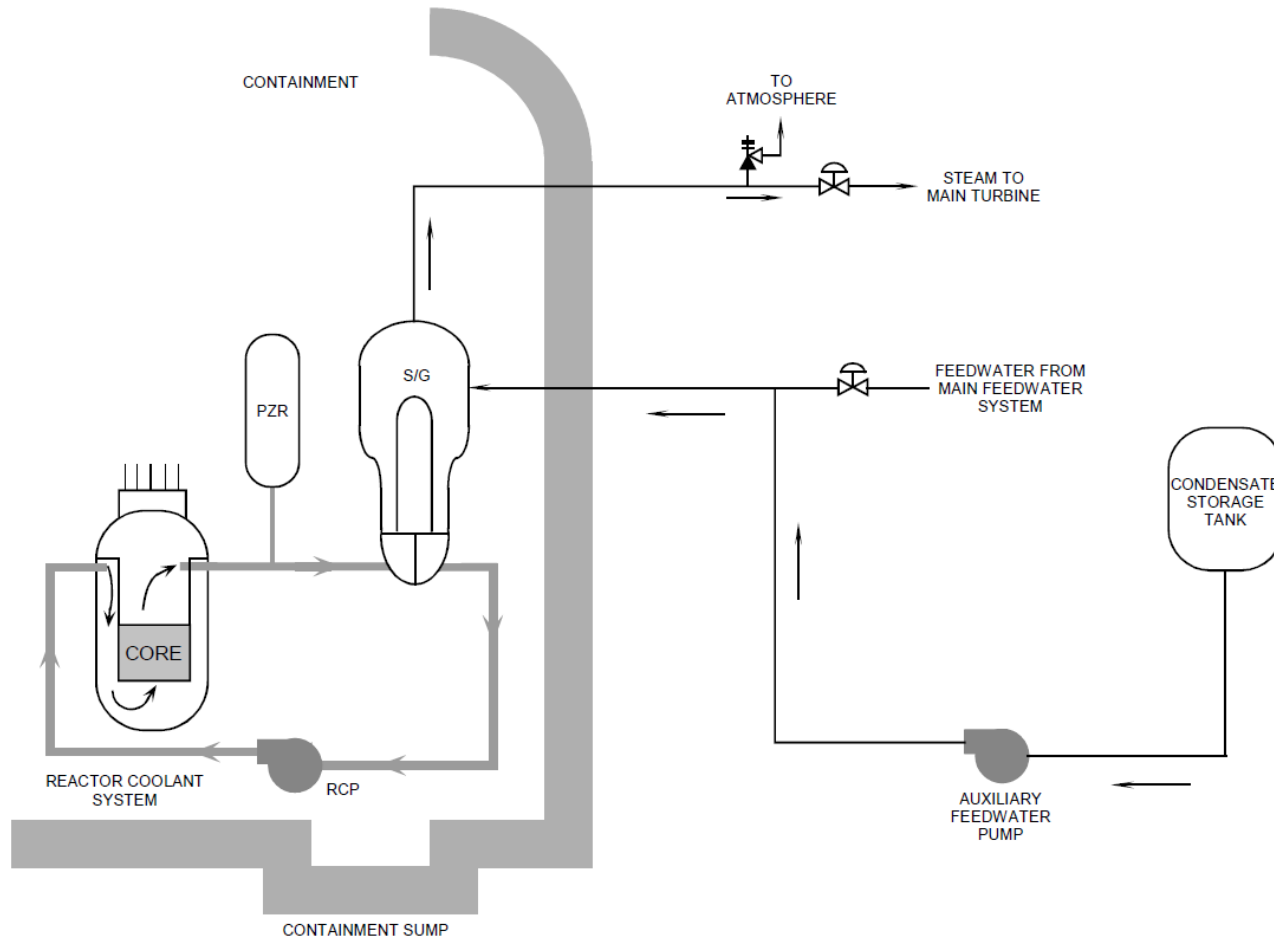 CONTAINMENT
TO
ATMOSPHERE
STEAM TO
MAIN TURBINE
S/G
PZR
FEEDWATER FROM
MAIN FEEDWATER
SYSTEM
CONDENSATE
STORAGE
TANK
CORE
REACTOR COOLANT
SYSTEM
RCP
AUXILIARY
FEEDWATER
PUMP
CONTAINMENT SUMP